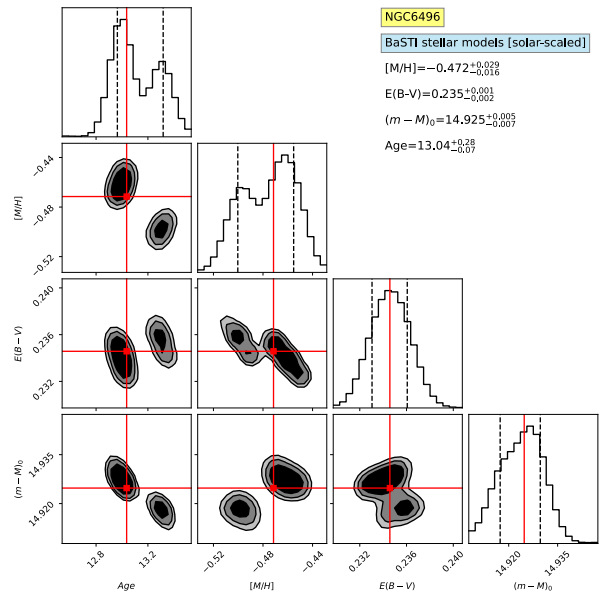 NGC6496
BaSTI stellar models [solar-scaled]
[M/H]=−0.472+0.029 −0.016
E(B-V)=0.235+0.001 −0.002
(m − M)0=14.925+0.005 −0.007
Age=13.04+0.28 −0.07
−0.44
−0.48
−0.52
[M/H]
0.240
0.236
0.232
E(B − V)
14.935
14.920
(m − M)0
12.8
13.2
Age
−0.52
−0.48
−0.44
[M/H]
0.232
0.236
0.240
E(B − V)
14.920
14.935
(m − M)0